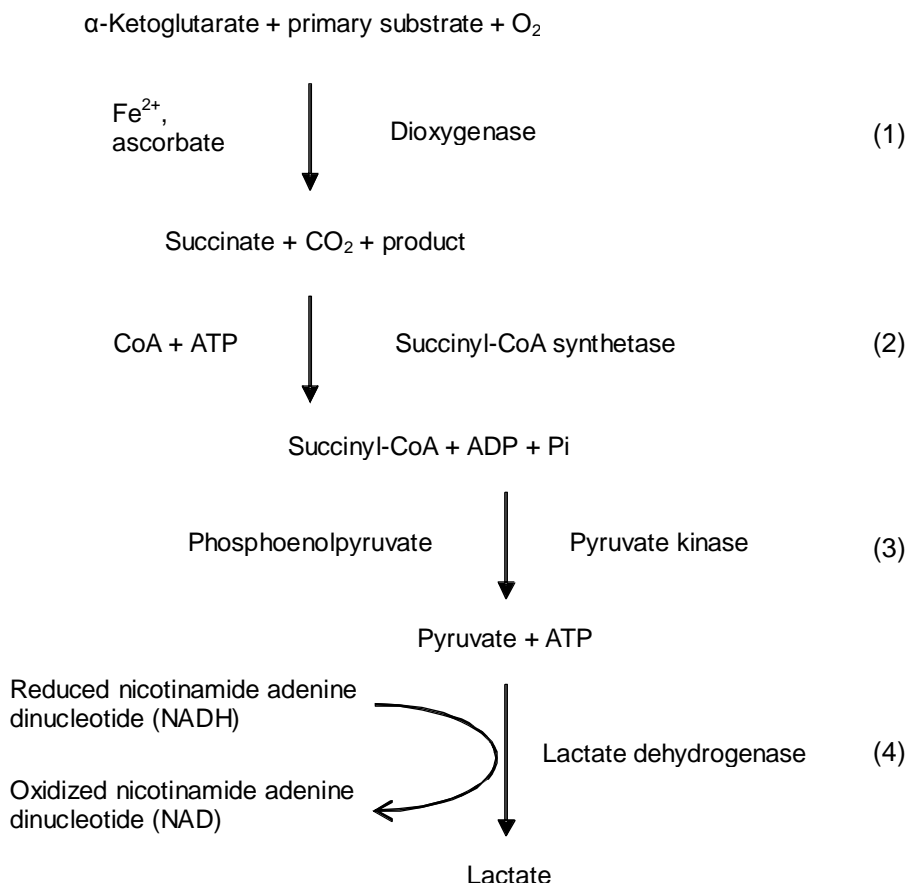 α-Ketoglutarate + primary substrate + O₂
Fe²⁺,
ascorbate
Dioxygenase
(1)
Succinate + CO₂ + product
CoA + ATP
Succinyl-CoA synthetase
(2)
Succinyl-CoA + ADP + Pi
Phosphoenolpyruvate
Pyruvate kinase
(3)
Pyruvate + ATP
Reduced nicotinamide adenine
dinucleotide (NADH)
Lactate dehydrogenase
(4)
Oxidized nicotinamide adenine
dinucleotide (NAD)
Lactate